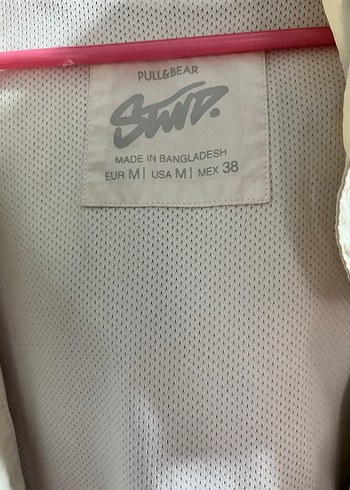 PULL&BEAR
STWD.
MADE IN BANGLADESH
EUR M| USA M| MEX 38